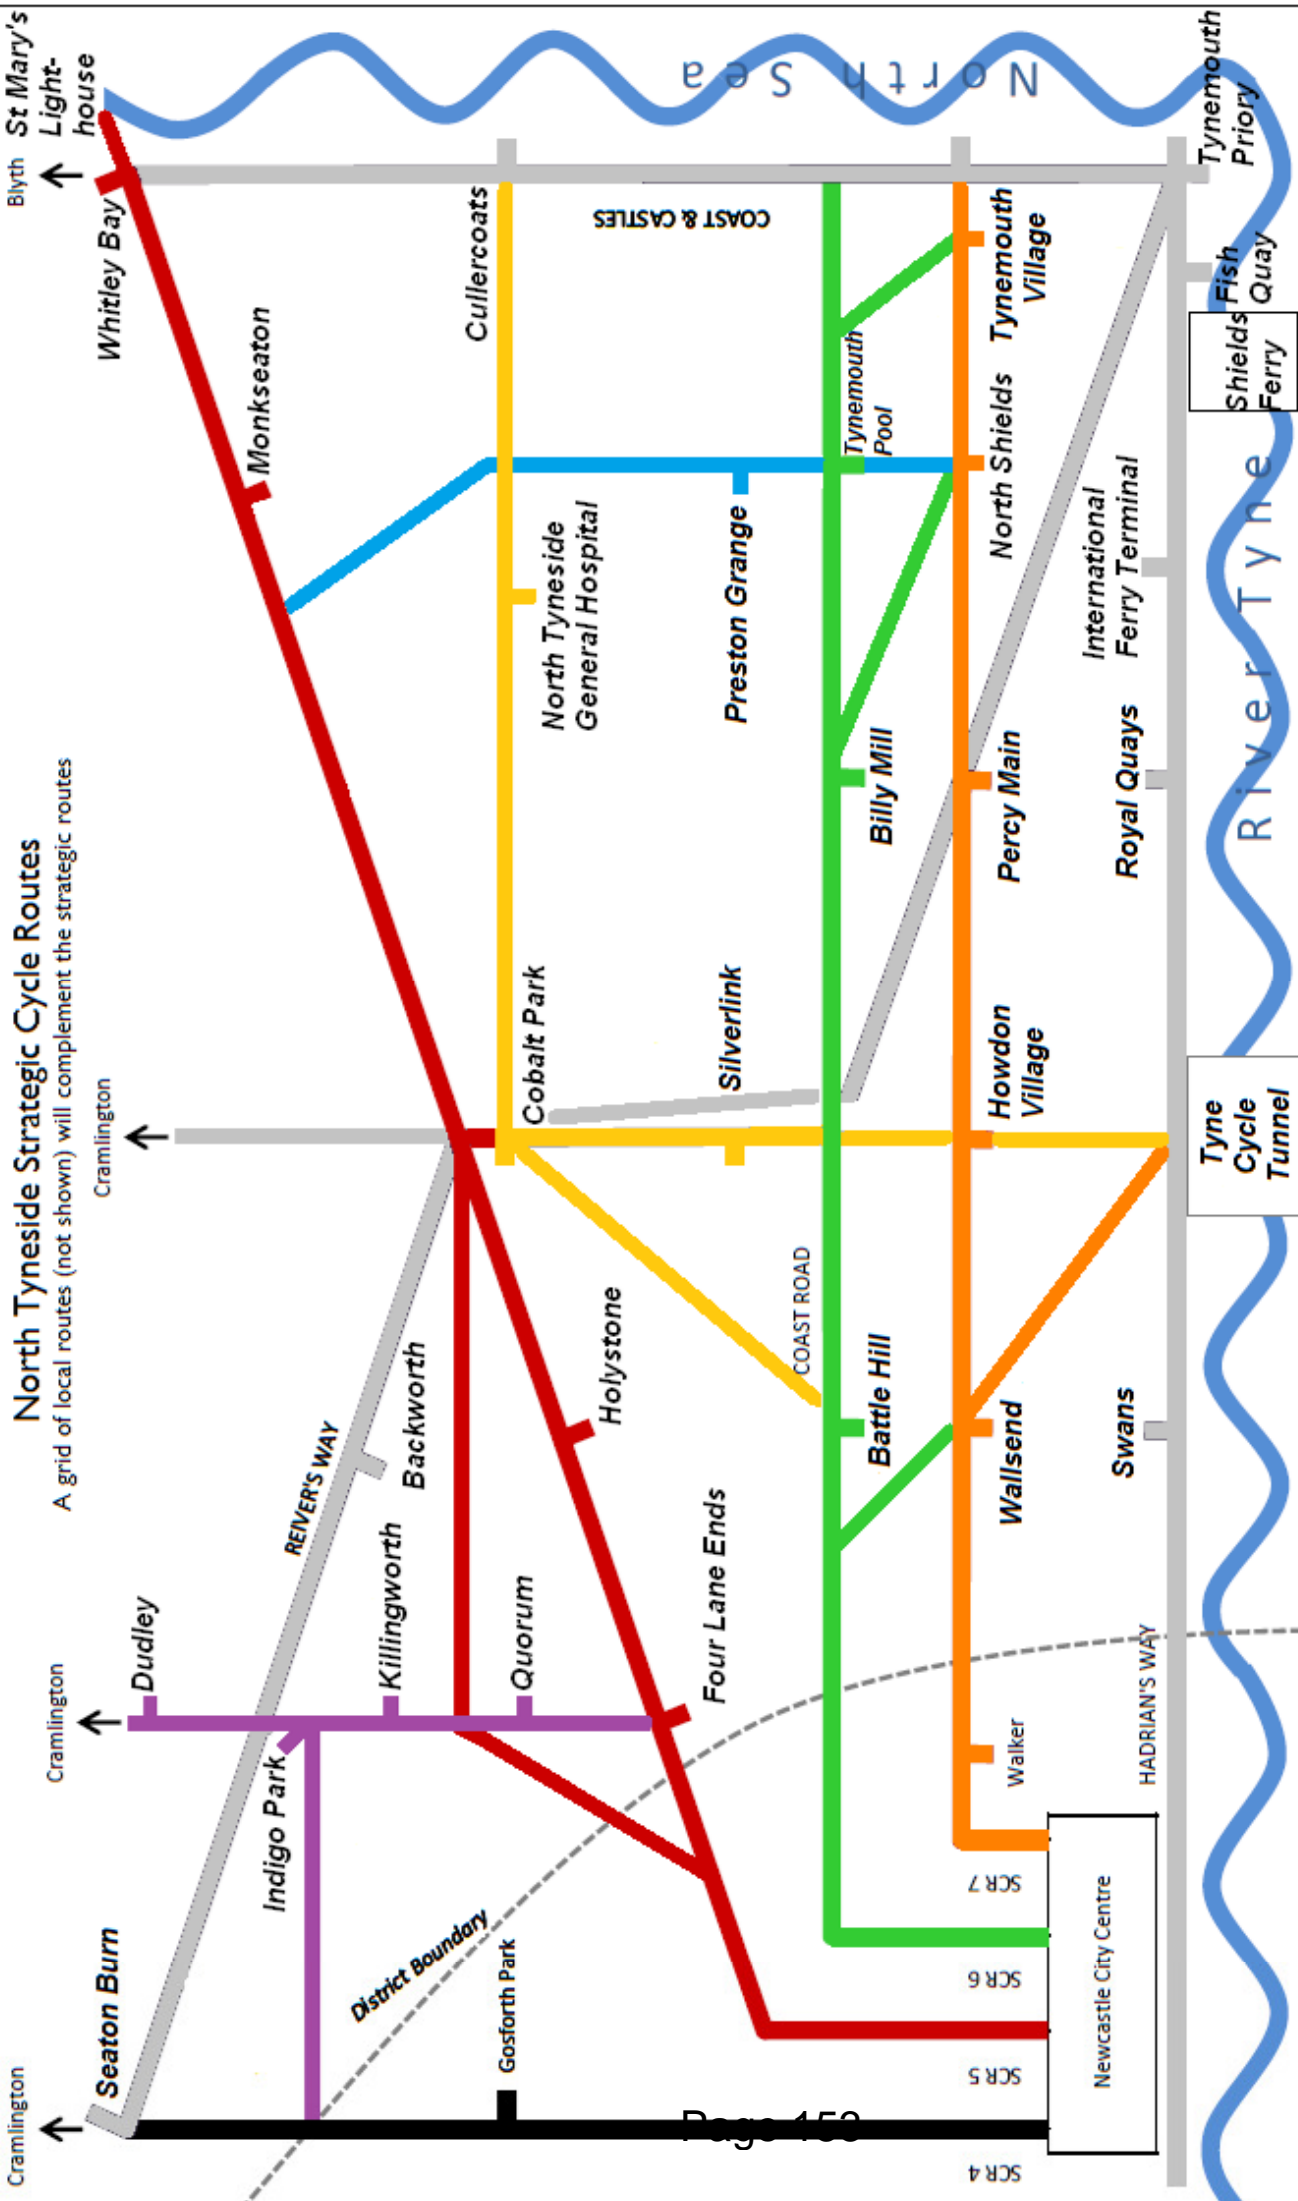 North Tyneside Strategic Cycle Routes
A grid of local routes (not shown) will complement the strategic routes
Cramlington
Cramlington
Cramlington
Blyth
St Mary's
Light-
house
Seaton Burn
Dudley
REIVER'S WAY
Whitley Bay
Indigo Park
Killingworth
Backworth
Monkseaton
District Boundary
Gosforth Park
Quorum
Holystone
Cobalt Park
North Tyneside
General Hospital
Cullercoats
COAST & CASTLES
North Sea
Four Lane Ends
Silverlink
Preston Grange
COAST ROAD
Battle Hill
Billy Mill
Tynemouth
Pool
SCR 4
SCR 5
SCR 6
SCR 7
Walker
Wallsend
Howdon
Village
Percy Main
North Shields
Tynemouth
Village
Newcastle City Centre
HADRIAN'S WAY
Swans
Royal Quays
International
Ferry Terminal
Tyne
Cycle
Tunnel
River Tyne
Shields
Ferry
Fish
Quay
Tynemouth
Priory
Page 153